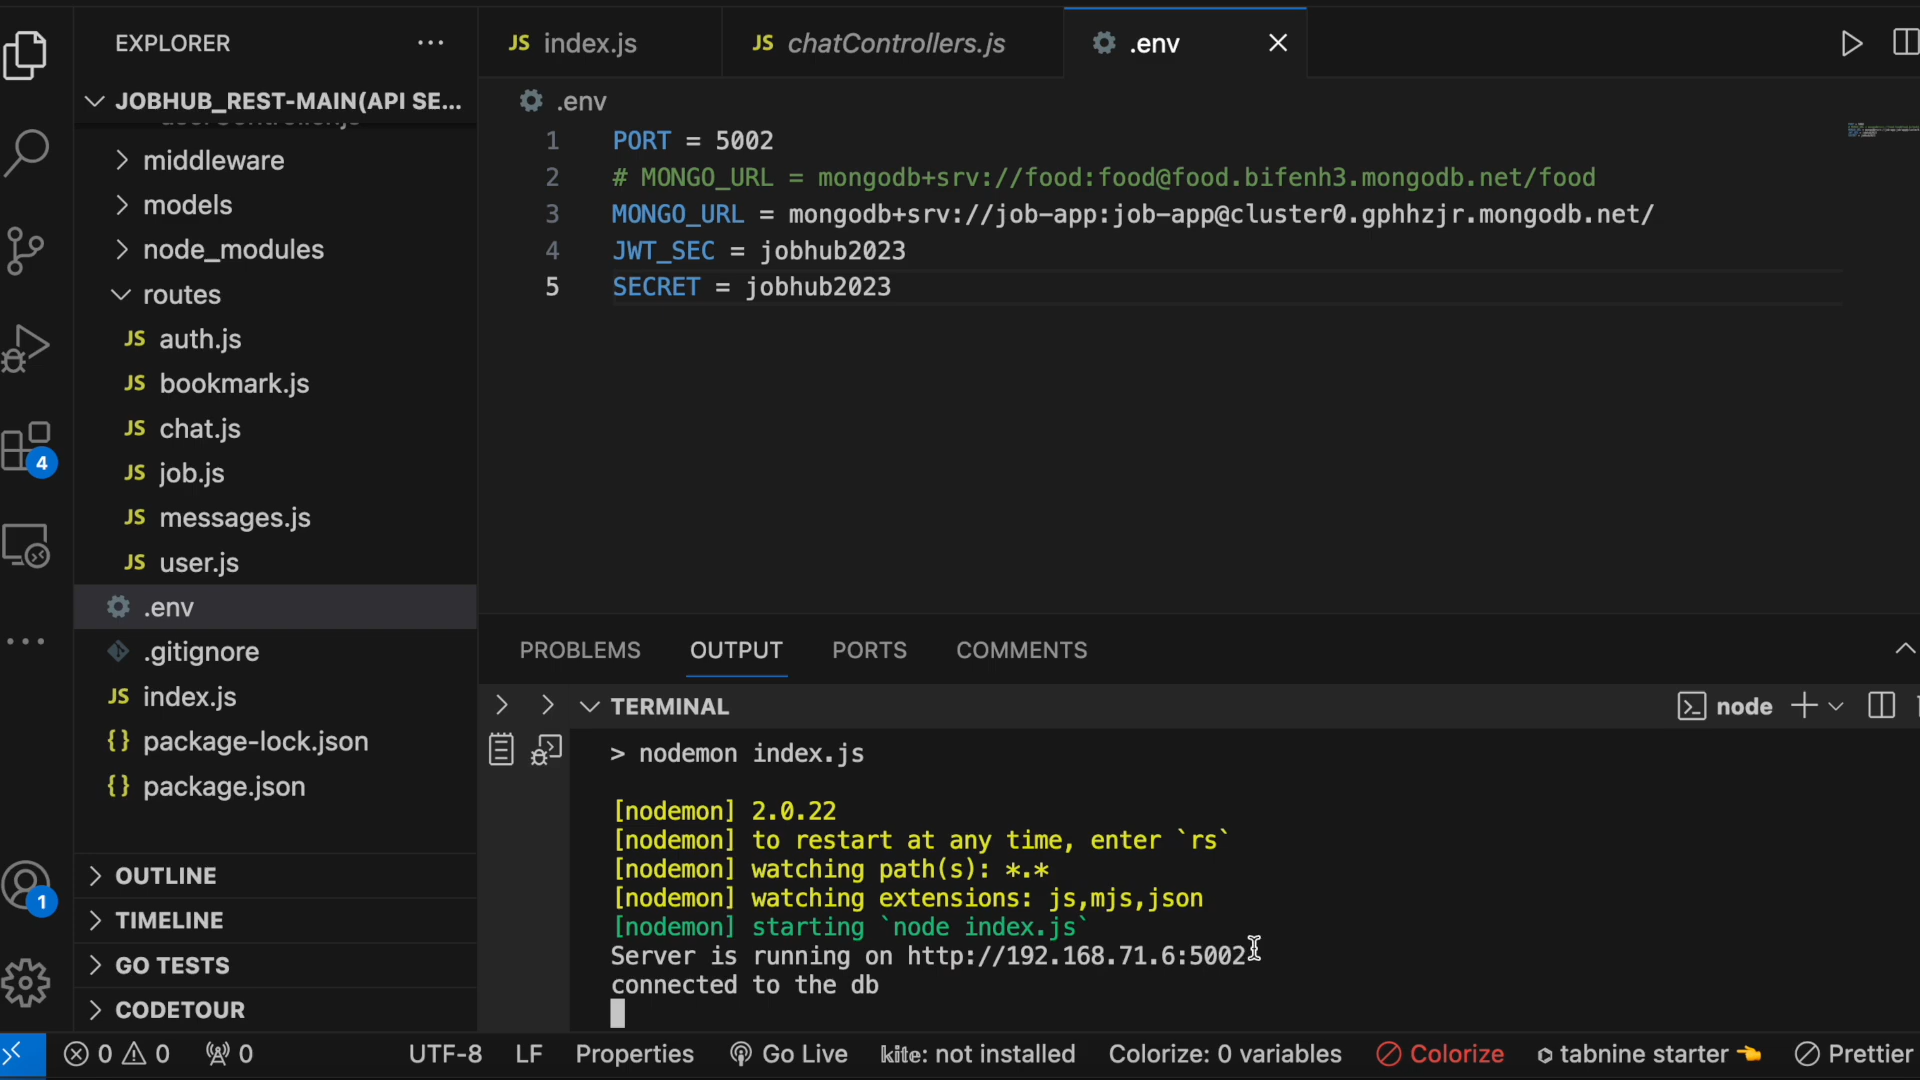 EXPLORER
JOBHUB_REST-MAIN(API SE...
middleware
models
node_modules
routes
JS auth.js
JS bookmark.js
JS chat.js
JS job.js
JS messages.js
JS user.js
.env
.gitignore
JS index.js
{} package-lock.json
{} package.json
OUTLINE
TIMELINE
GO TESTS
CODETOUR
4
1
JS index.js
JS chatControllers.js
.env
.env
1 PORT = 5002
2 # MONGO_URL = mongodb+srv://food:food@food.bifenh3.mongodb.net/food
3 MONGO_URL = mongodb+srv://job-app:job-app@cluster0.gphhzjr.mongodb.net/
4 JWT_SEC = jobhub2023
5 SECRET = jobhub2023
PROBLEMS OUTPUT PORTS COMMENTS
TERMINAL
node
> nodemon index.js
[nodemon] 2.0.22
[nodemon] to restart at any time, enter `rs`
[nodemon] watching path(s): *.*
[nodemon] watching extensions: js,mjs,json
[nodemon] starting `node index.js`
Server is running on http://192.168.71.6:5002
connected to the db
0 0 0 UTF-8 LF Properties Go Live kite: not installed Colorize: 0 variables Colorize tabnine starter Prettier